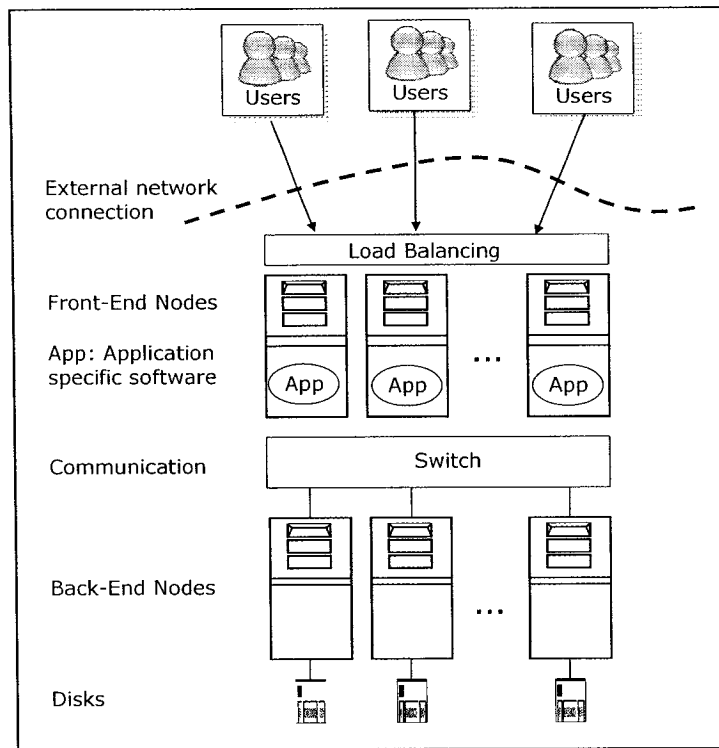 Users
Users
Users
External network
connection
Load Balancing
Front-End Nodes
App: Application
specific software
App
App
...
App
Communication
Switch
Back-End Nodes
...
Disks